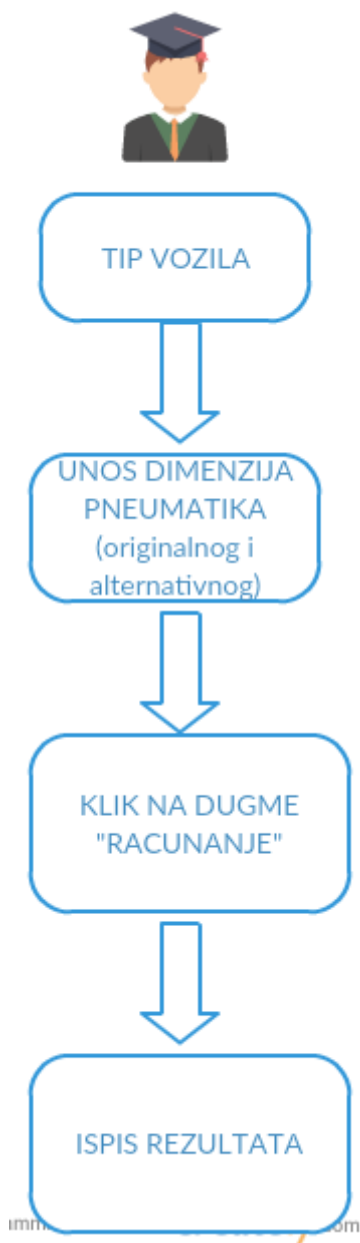 TIP VOZILA
UNOS DIMENZIJA
PNEUMATIKA
(originalnog i
alternativnog)
KLIK NA DUGME
"RACUNANJE"
ISPIS REZULTATA